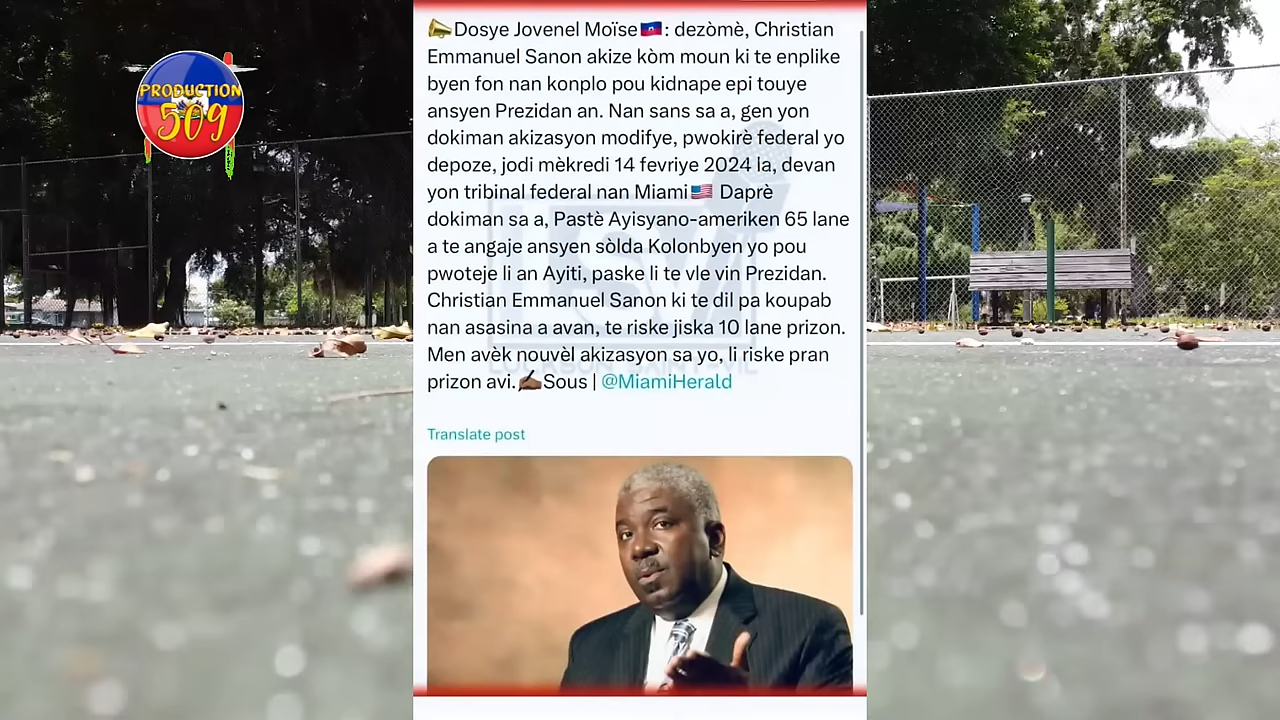 PRODUCTION
509
📣Dosye Jovenel Moïse🇭🇹: dezòmè, Christian
Emmanuel Sanon akize kòm moun ki te enplike
byen fon nan konplo pou kidnape epi touye
ansyen Prezidan an. Nan sans sa a, gen yon
dokiman akizasyon modifye, pwokirè federal yo
depoze, jodi mèkredi 14 fevriye 2024 la, devan
yon tribinal federal nan Miami🇺🇸 Daprè
dokiman sa a, Pastè Ayisyano-ameriken 65 lane
a te angaje ansyen sòlda Kolonbyen yo pou
pwoteje li an Ayiti, paske li te vle vin Prezidan.
Christian Emmanuel Sanon ki te dil pa koupab
nan asasina a avan, te riske jiska 10 lane prizon.
Men avèk nouvèl akizasyon sa yo, li riske pran
prizon avi.✍🏿Sous | @MiamiHerald
Translate post